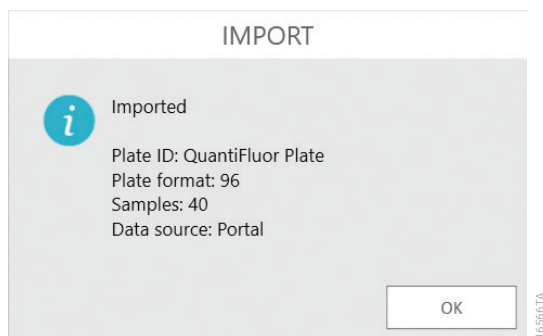 IMPORT
i
Imported
Plate ID: QuantiFluor Plate
Plate format: 96
Samples: 40
Data source: Portal
OK